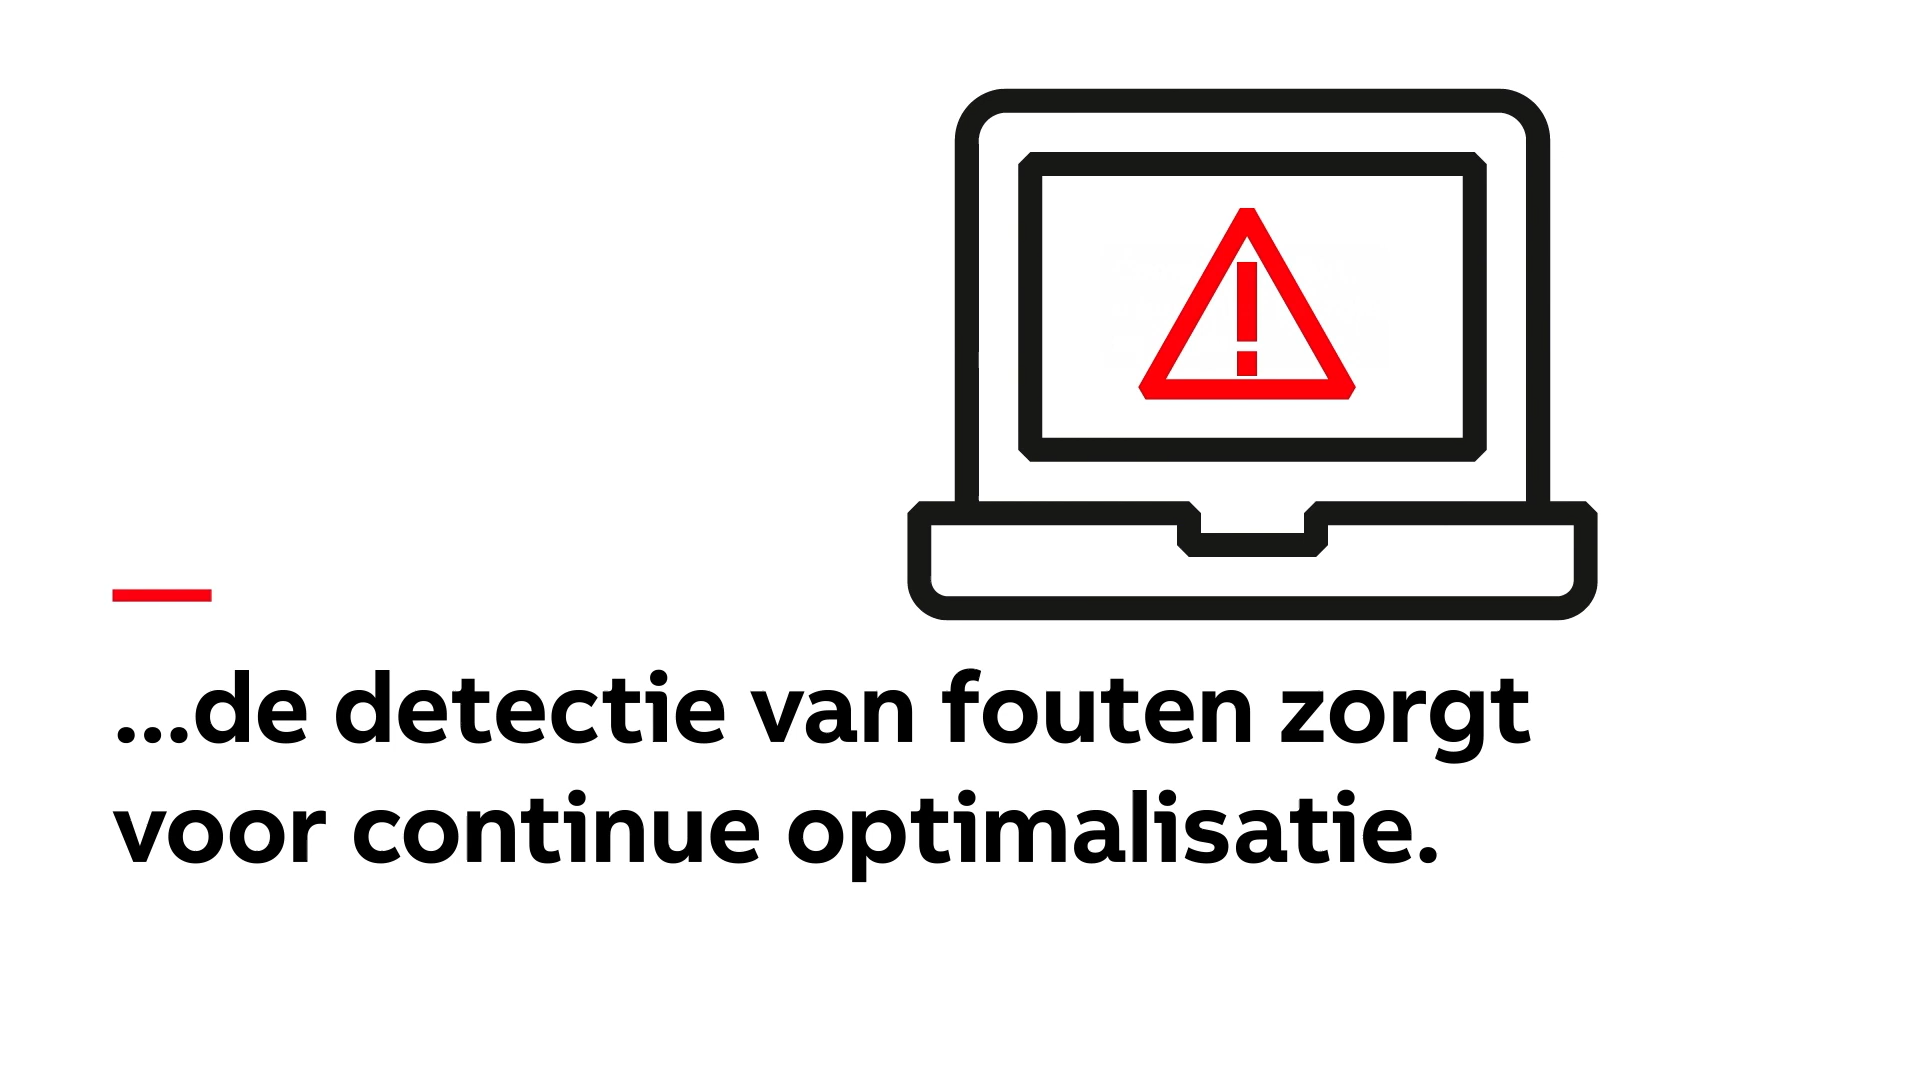 ...de detectie van fouten zorgt
voor continue optimalisatie.